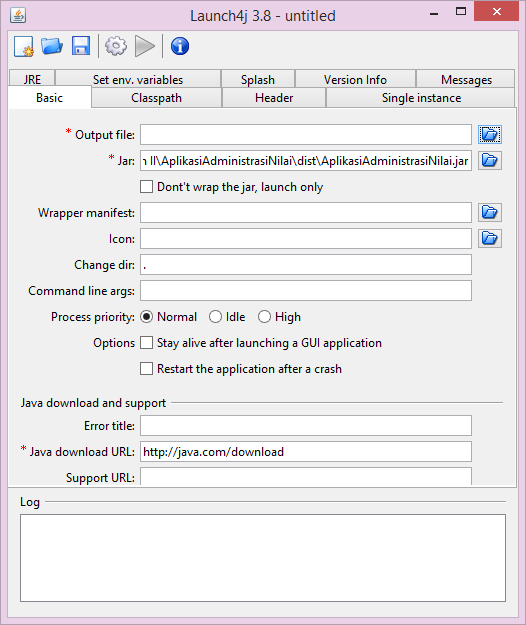 Launch4j 3.8 - untitled
JRE Set env. variables Splash Version Info Messages
Basic Classpath Header Single instance
* Output file:
* Jar: ll\AplikasiAdministrasiNilai\dist\AplikasiAdministrasiNilai.jar
Dont't wrap the jar, launch only
Wrapper manifest:
Icon:
Change dir: .
Command line args:
Process priority: Normal Idle High
Options Stay alive after launching a GUI application
Restart the application after a crash
Java download and support
Error title:
* Java download URL: http://java.com/download
Support URL:
Log